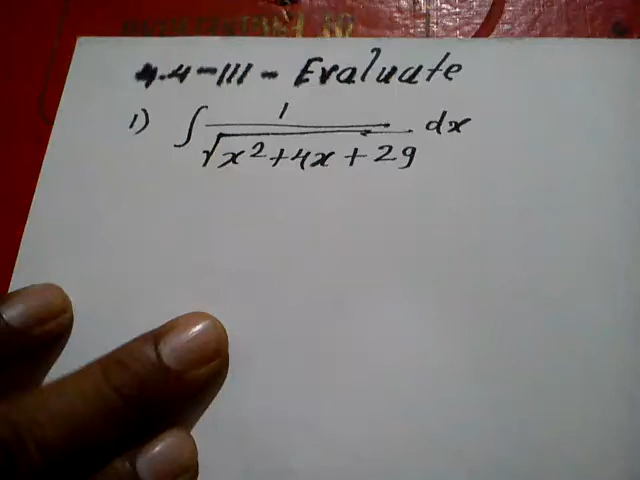 4.4-III - Evaluate
1) ∫ 1/√(x²+4x+29) dx